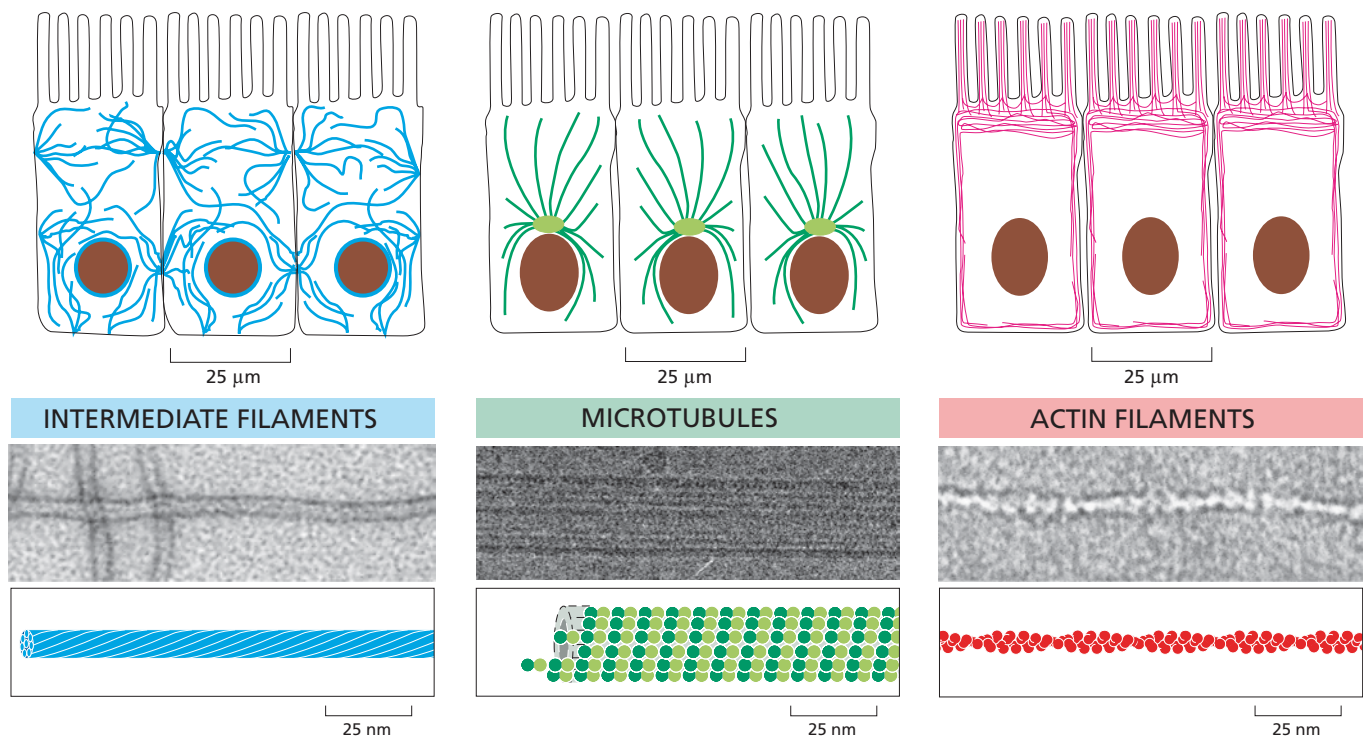 25 μm
25 μm
25 μm
INTERMEDIATE FILAMENTS
MICROTUBULES
ACTIN FILAMENTS
25 nm
25 nm
25 nm